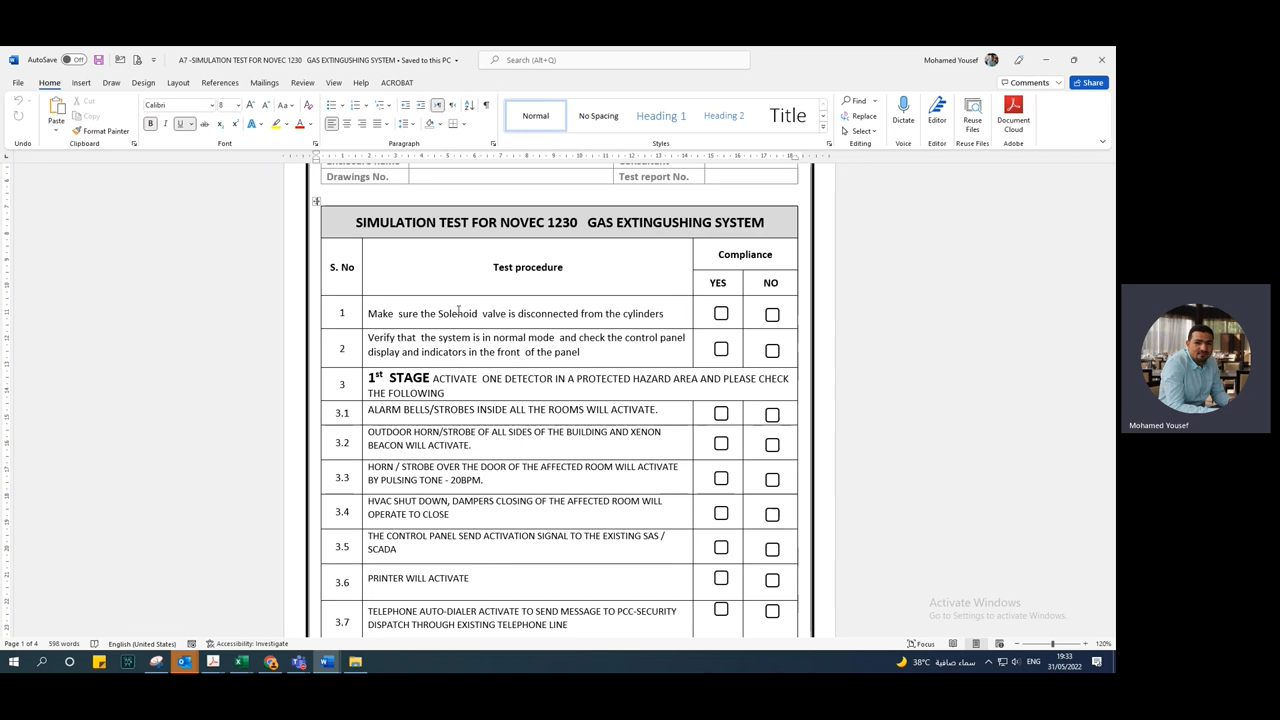 AutoSave Off A7 -SIMULATION TEST FOR NOVEC 1230 GAS EXTINGUSHING SYSTEM • Saved to this PC Search (Alt+Q) Mohamed Yousef
File Home Insert Draw Design Layout References Mailings Review View Help ACROBAT Comments Share
Paste Cut Copy Format Painter
Calibri 8
Normal No Spacing Heading 1 Heading 2 Title
Find Replace Select
Dictate Editor Reuse Files Document Cloud
Undo Clipboard Font Paragraph Styles Editing Voice Editor Reuse Files Adobe
Drawings No. Test report No.
SIMULATION TEST FOR NOVEC 1230 GAS EXTINGUSHING SYSTEM
S. No Test procedure Compliance
YES NO
1 Make sure the Solenoid valve is disconnected from the cylinders
2 Verify that the system is in normal mode and check the control panel
display and indicators in the front of the panel
3 1st STAGE ACTIVATE ONE DETECTOR IN A PROTECTED HAZARD AREA AND PLEASE CHECK
THE FOLLOWING
3.1 ALARM BELLS/STROBES INSIDE ALL THE ROOMS WILL ACTIVATE.
3.2 OUTDOOR HORN/STROBE OF ALL SIDES OF THE BUILDING AND XENON
BEACON WILL ACTIVATE.
3.3 HORN / STROBE OVER THE DOOR OF THE AFFECTED ROOM WILL ACTIVATE
BY PULSING TONE - 20BPM.
3.4 HVAC SHUT DOWN, DAMPERS CLOSING OF THE AFFECTED ROOM WILL
OPERATE TO CLOSE
3.5 THE CONTROL PANEL SEND ACTIVATION SIGNAL TO THE EXISTING SAS /
SCADA
3.6 PRINTER WILL ACTIVATE
3.7 TELEPHONE AUTO-DIALER ACTIVATE TO SEND MESSAGE TO PCC-SECURITY
DISPATCH THROUGH EXISTING TELEPHONE LINE
Mohamed Yousef
Activate Windows
Go to Settings to activate Windows.
Page 1 of 4 598 words English (United States) Accessibility: Investigate Focus 120%
38°C سماء صافية ENG 19:33
31/05/2022